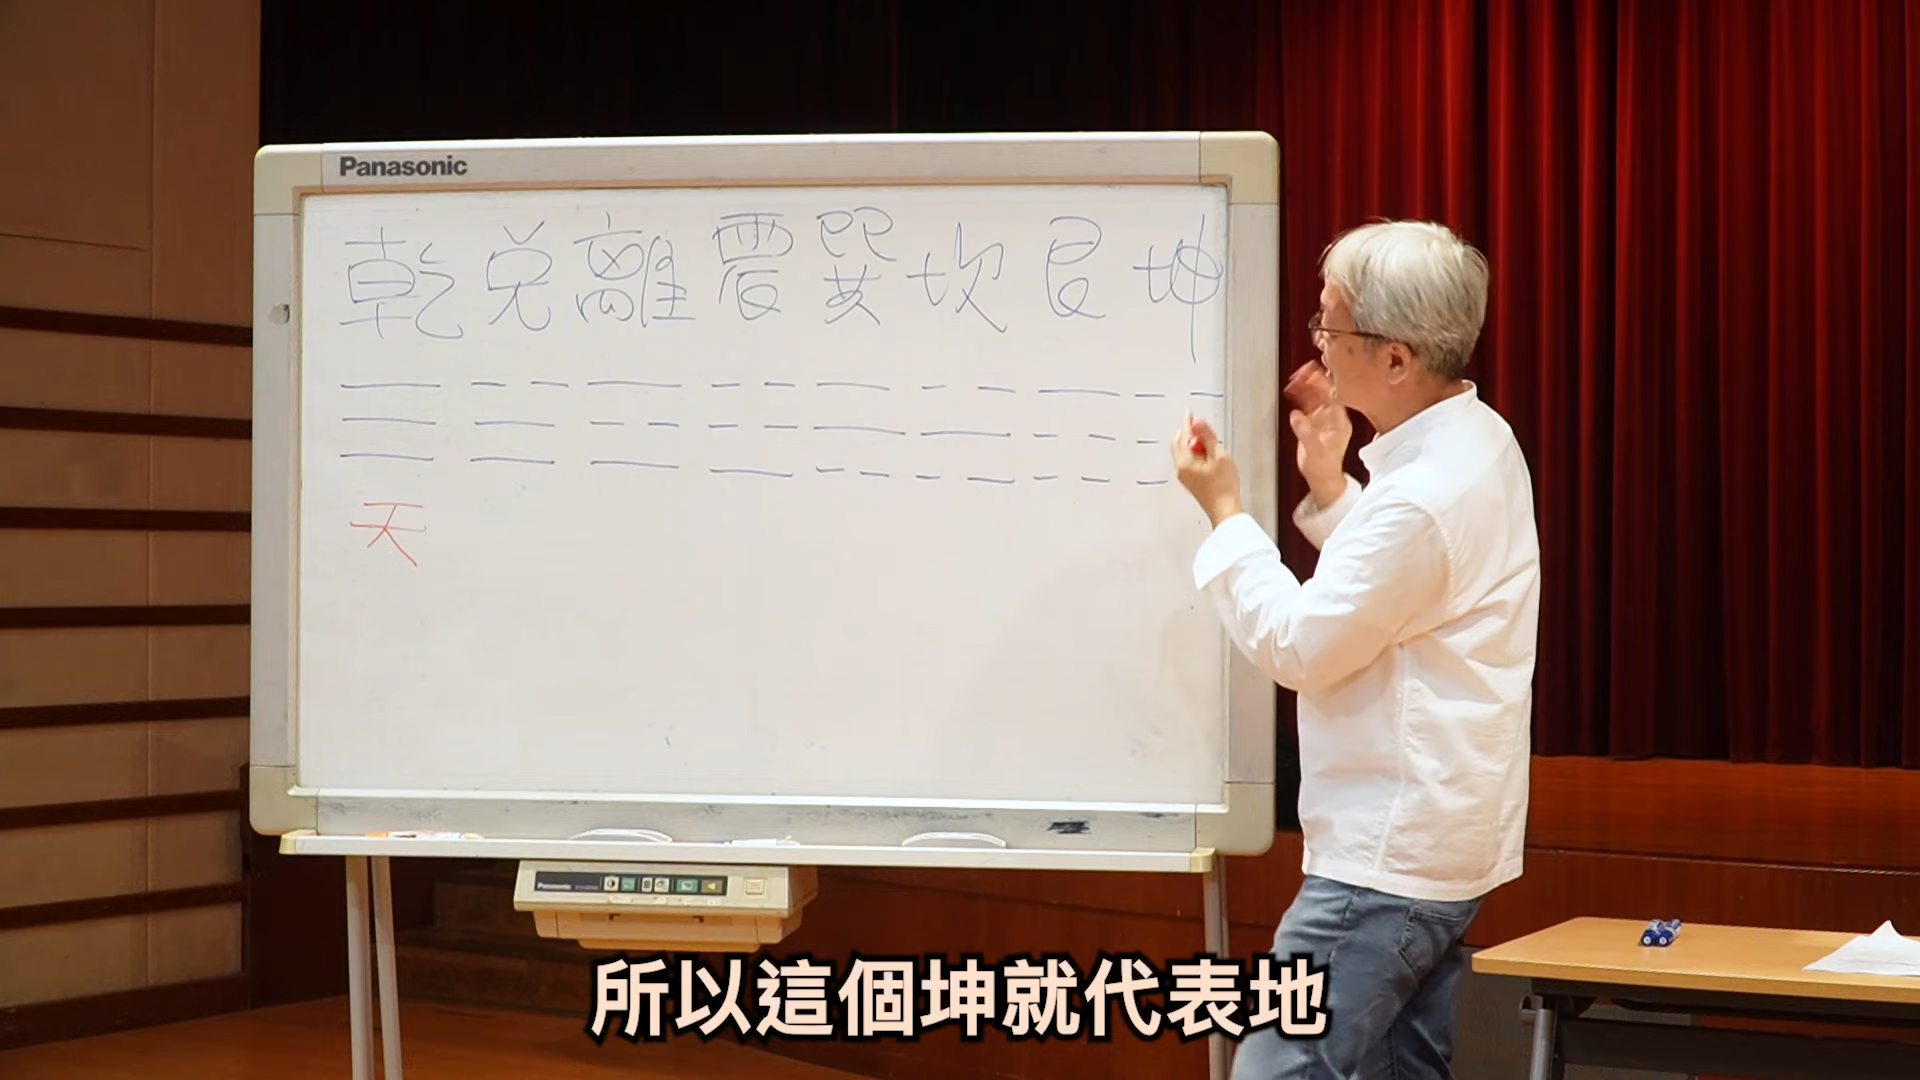 Panasonic
乾 兌 離 震 巽 坎 艮 坤
天
Panasonic
所以這個坤就代表地